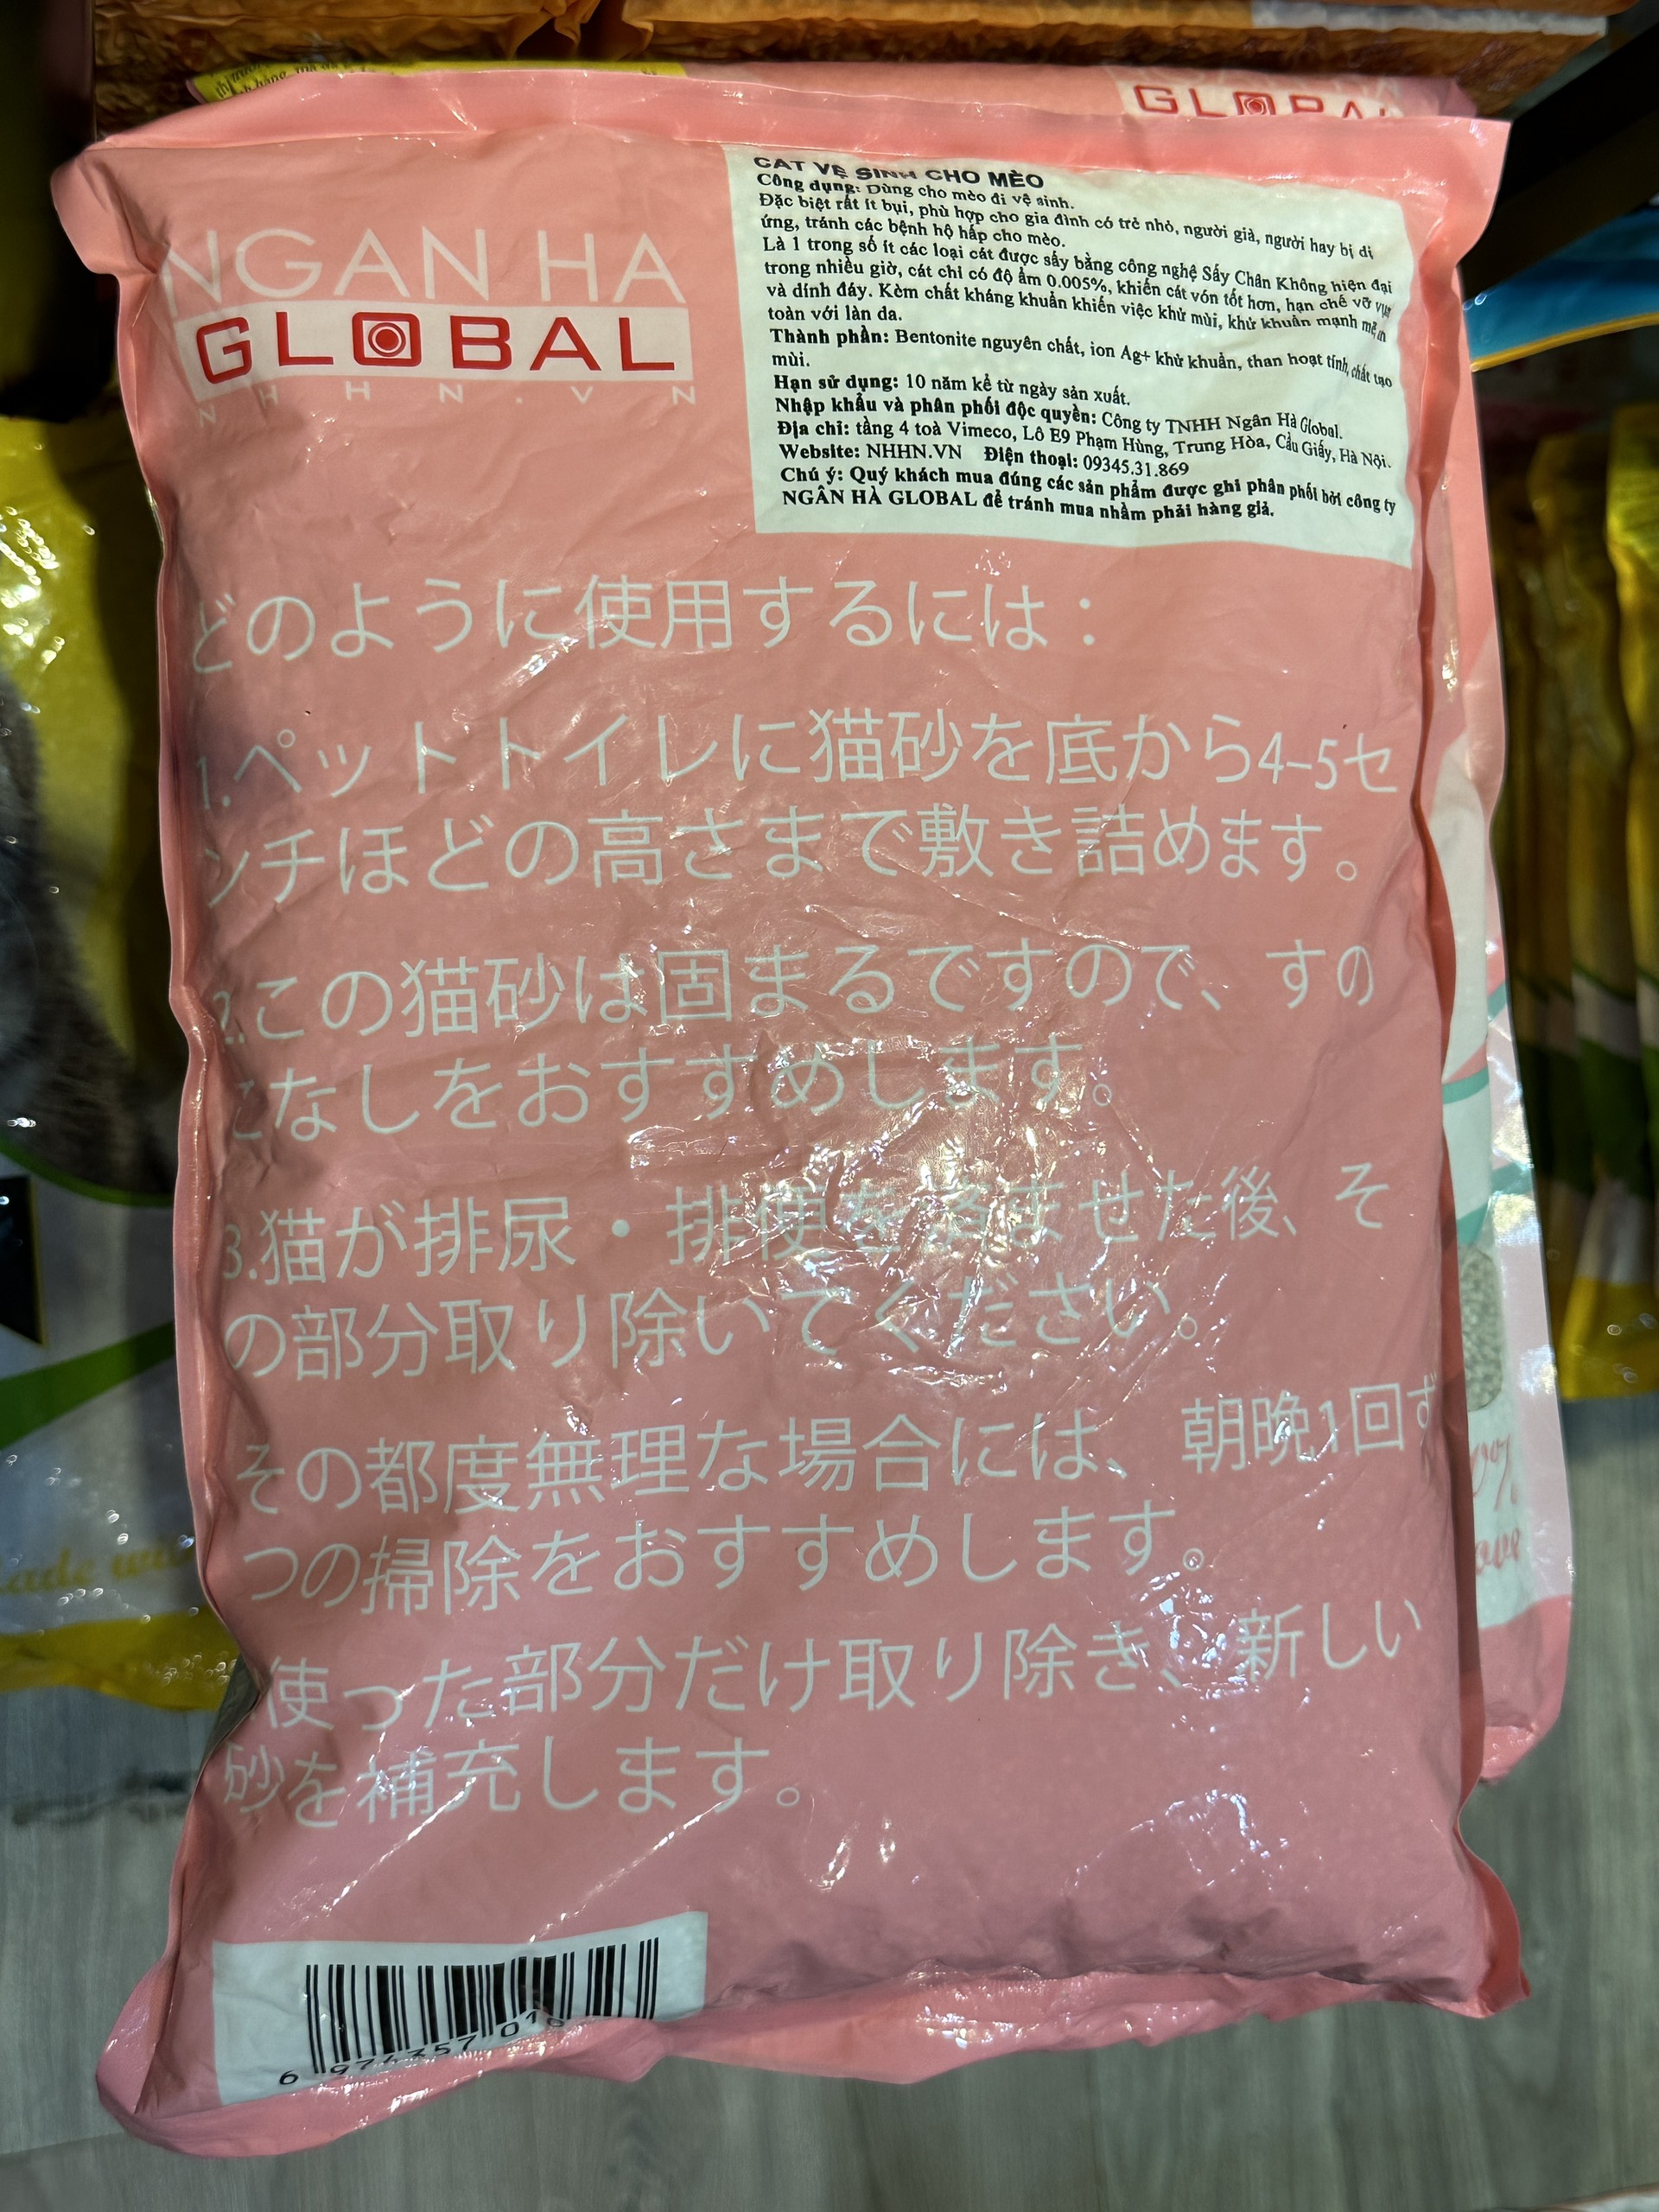 GLOBAL
NGAN HA
GLOBAL
NHHN.VN
CÁT VỆ SINH CHO MÈO
Công dụng: Dùng cho mèo đi vệ sinh.
Đặc biệt rất ít bụi, phù hợp cho gia đình có trẻ nhỏ, người già, người hay bị dị
ứng, tránh các bệnh hộ hấp cho mèo.
Là 1 trong số ít các loại cát được sấy bằng công nghệ Sấy Chân Không hiện đại
trong nhiều giờ, cát chỉ có độ ẩm 0.005%, khiến cát vón tốt hơn, hạn chế vỡ vụn
và dính đáy. Kèm chất kháng khuẩn khiến việc khử mùi, khử khuẩn mạnh mẽ,
toàn với làn da.
Thành phần: Bentonite nguyên chất, ion Ag+ khử khuẩn, than hoạt tính, chất tạo
mùi.
Hạn sử dụng: 10 năm kể từ ngày sản xuất.
Nhập khẩu và phân phối độc quyền: Công ty TNHH Ngân Hà Global.
Địa chỉ: tầng 4 toà Vimeco, Lô E9 Phạm Hùng, Trung Hòa, Cầu Giấy, Hà Nội.
Website: NHHN.VN Điện thoại: 09345.31.869
Chú ý: Quý khách mua đúng các sản phẩm được ghi phân phối bởi công ty
NGÂN HÀ GLOBAL để tránh mua nhầm phải hàng giả.
どのように使用するには：
1.ペットトイレに猫砂を底から4-5セ
ンチほどの高さまで敷き詰めます。
2.この猫砂は固まるですので、すの
こなしをおすすめします。
3.猫が排尿・排便を済ませた後、そ
の部分取り除いてください。
その都度無理な場合には、朝晩1回ず
つの掃除をおすすめします。
使った部分だけ取り除き、新しい
砂を補充します。